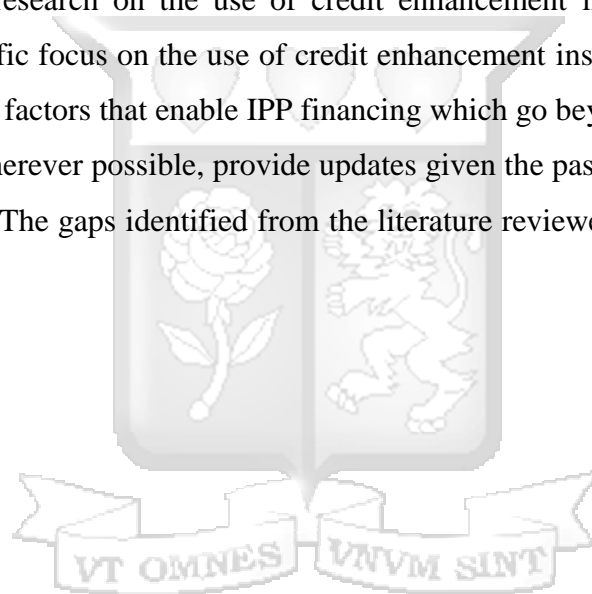 research on the use of credit enhancement
fic focus on the use of credit enhancement ins
factors that enable IPP financing which go bey
herever possible, provide updates given the pas
The gaps identified from the literature reviewe
VT OMNES VNVM SINT